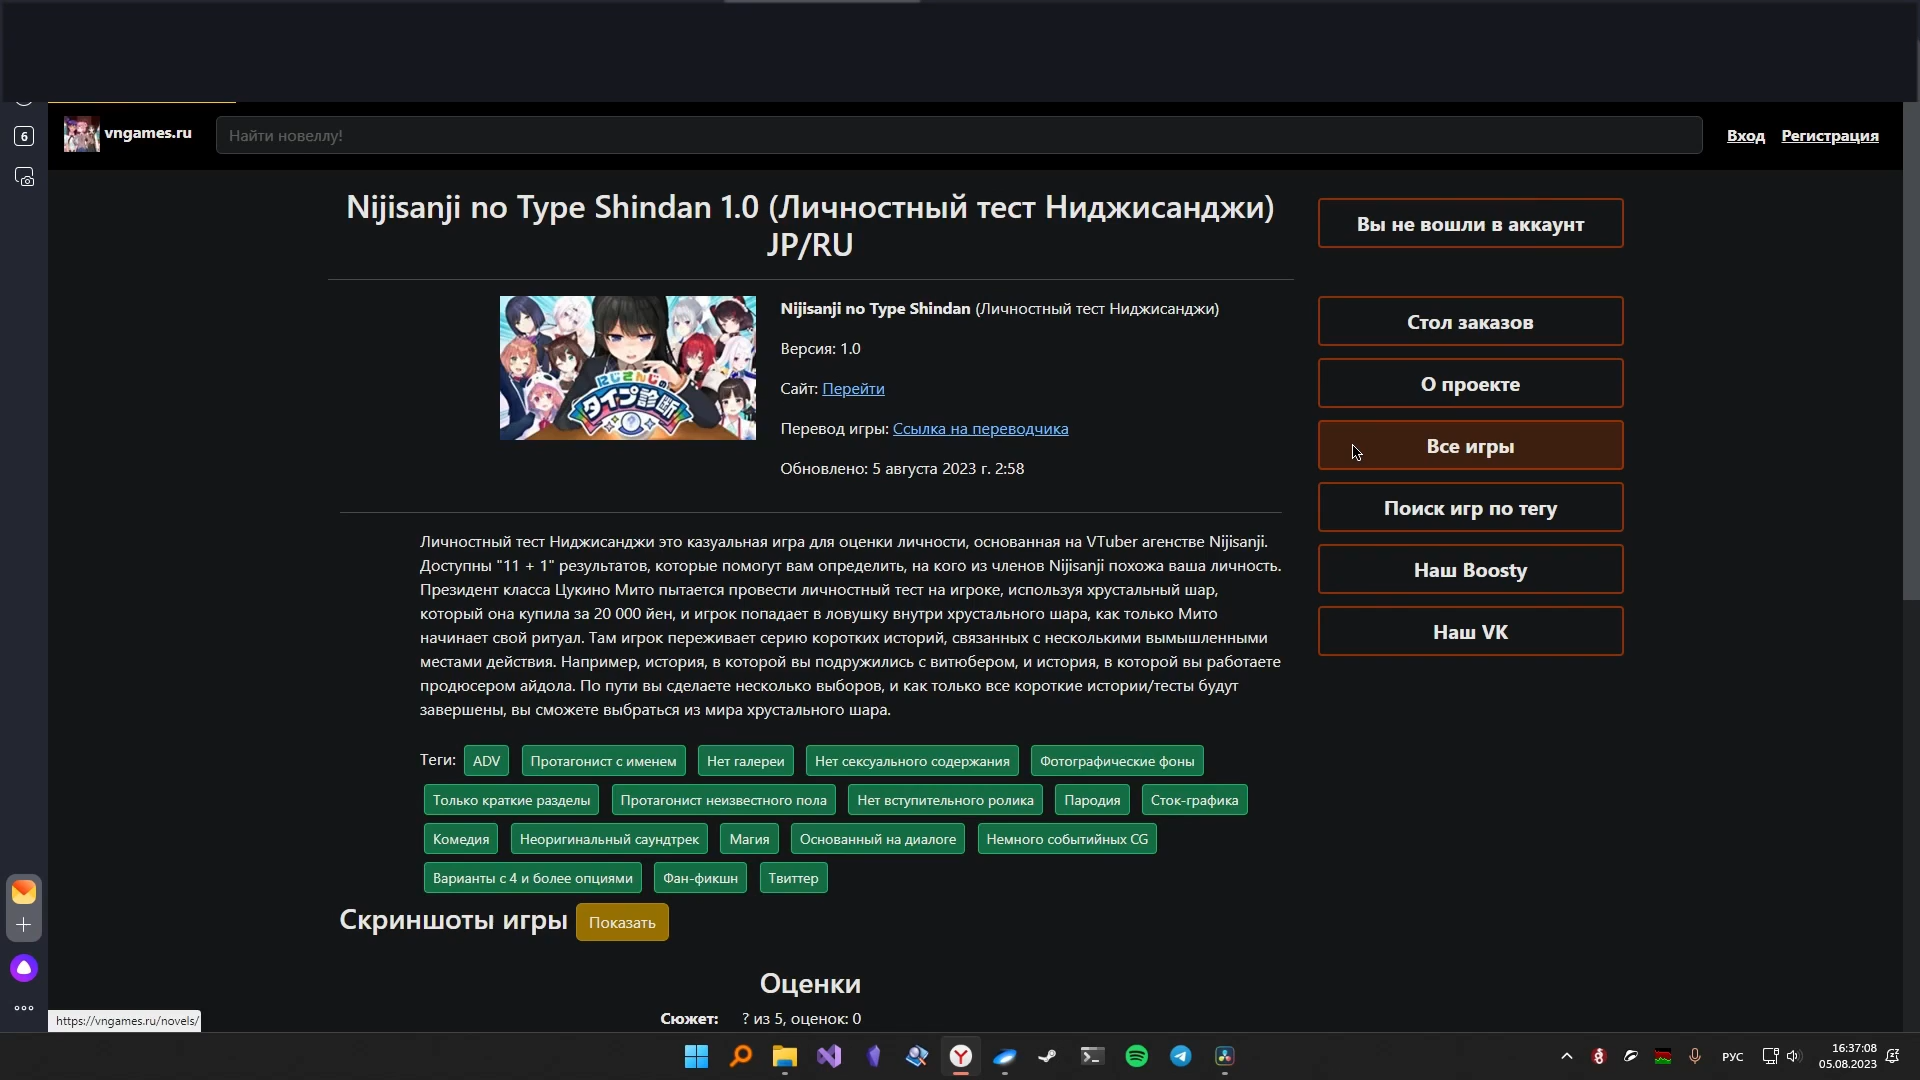 6
vngames.ru
Найти новеллу!
Вход Регистрация
Nijisanji no Type Shindan 1.0 (Личностный тест Ниджисанджи)
JP/RU
Вы не вошли в аккаунт
にじさんじの
タイプ診断
Nijisanji no Type Shindan (Личностный тест Ниджисанджи)
Версия: 1.0
Сайт: Перейти
Перевод игры: Ссылка на переводчика
Обновлено: 5 августа 2023 г. 2:58
Стол заказов
О проекте
Все игры
Поиск игр по тегу
Наш Boosty
Наш VK
Личностный тест Ниджисанджи это казуальная игра для оценки личности, основанная на VTuber агенстве Nijisanji.
Доступны "11 + 1" результатов, которые помогут вам определить, на кого из членов Nijisanji похожа ваша личность.
Президент класса Цукино Мито пытается провести личностный тест на игроке, используя хрустальный шар,
который она купила за 20 000 йен, и игрок попадает в ловушку внутри хрустального шара, как только Мито
начинает свой ритуал. Там игрок переживает серию коротких историй, связанных с несколькими вымышленными
местами действия. Например, история, в которой вы подружились с витюбером, и история, в которой вы работаете
продюсером айдола. По пути вы сделаете несколько выборов, и как только все короткие истории/тесты будут
завершены, вы сможете выбраться из мира хрустального шара.
Теги: ADV Протагонист с именем Нет галереи Нет сексуального содержания Фотографические фоны
Только краткие разделы Протагонист неизвестного пола Нет вступительного ролика Пародия Сток-графика
Комедия Неоригинальный саундтрек Магия Основанный на диалоге Немного событийных CG
Варианты с 4 и более опциями Фан-фикшн Твиттер
Скриншоты игры Показать
Оценки
Сюжет: ? из 5, оценок: 0
https://vngames.ru/novels/
РУС
16:37:08
05.08.2023